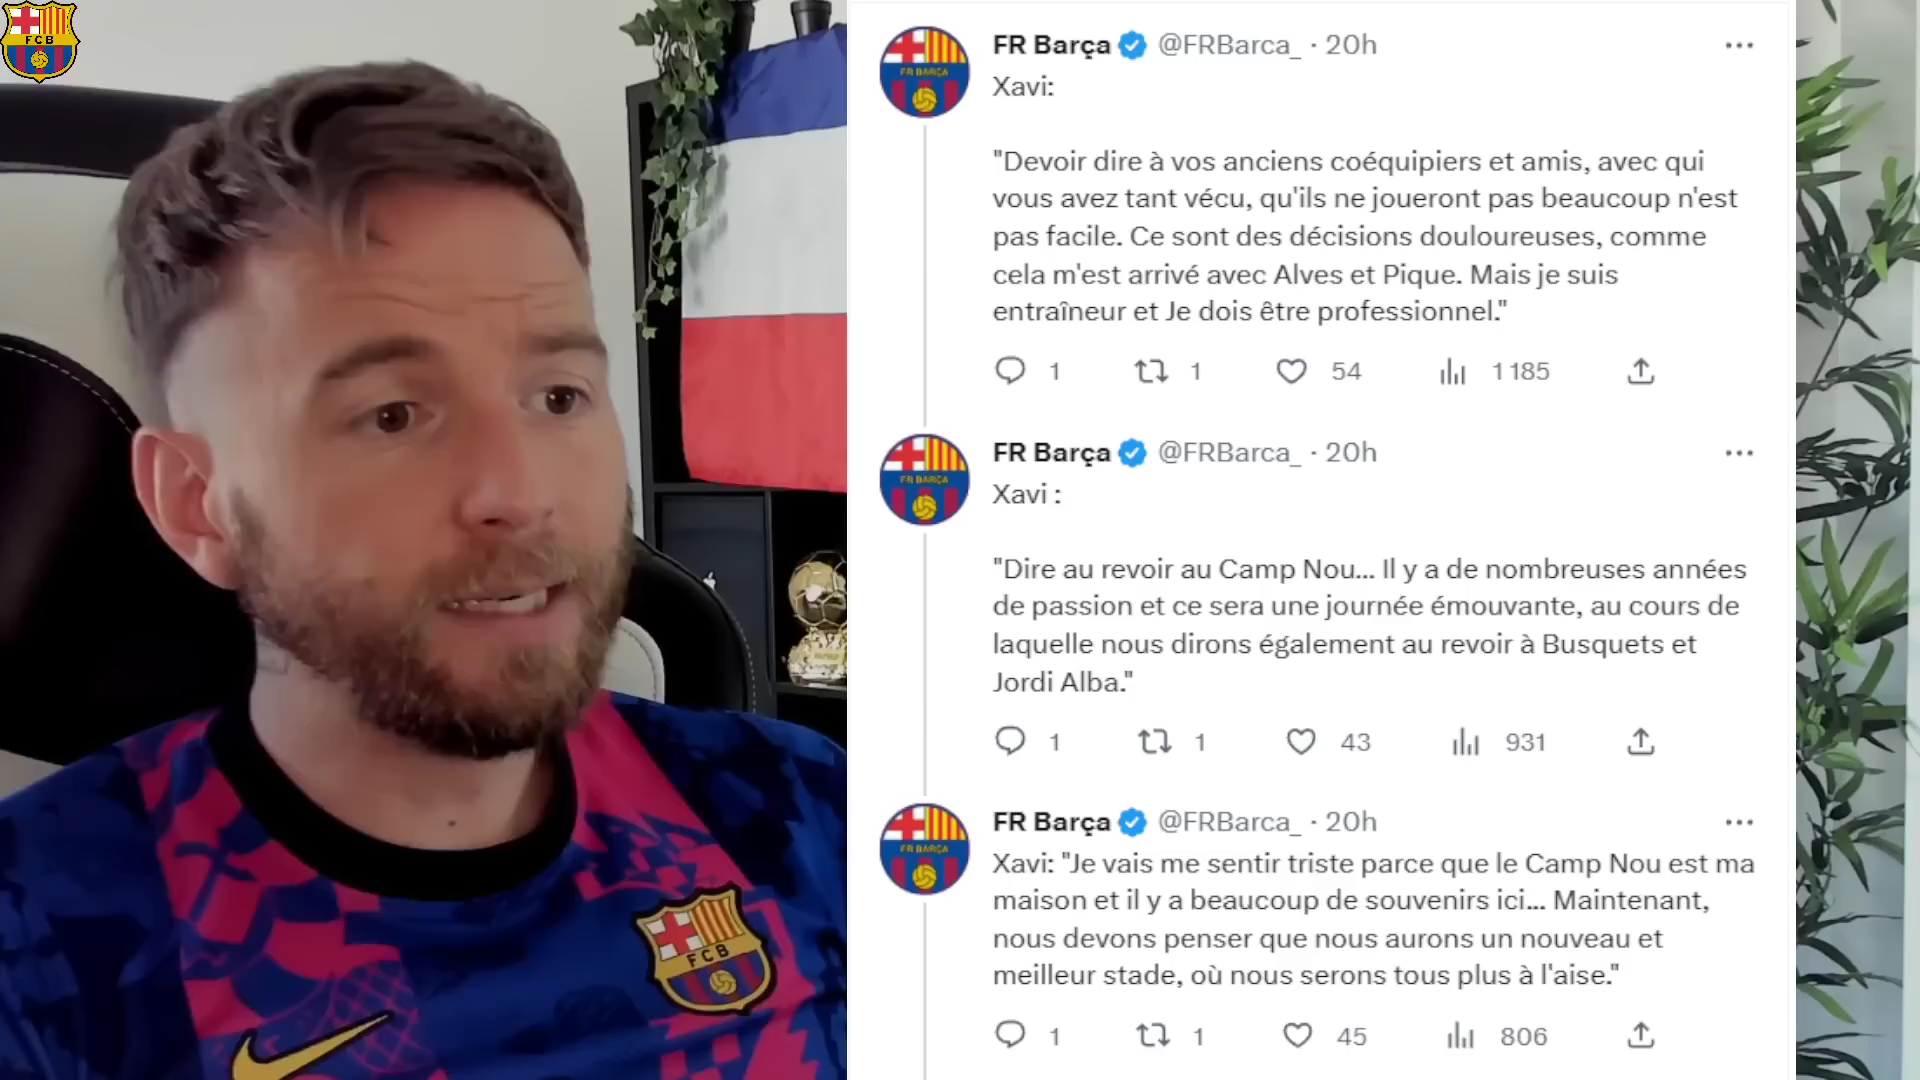 FCB
FR Barça @FRBarca_ · 20h
Xavi:
"Devoir dire à vos anciens coéquipiers et amis, avec qui
vous avez tant vécu, qu'ils ne joueront pas beaucoup n'est
pas facile. Ce sont des décisions douloureuses, comme
cela m'est arrivé avec Alves et Pique. Mais je suis
entraîneur et Je dois être professionnel."
1 1 54 1 185
FR Barça @FRBarca_ · 20h
Xavi :
"Dire au revoir au Camp Nou... Il y a de nombreuses années
de passion et ce sera une journée émouvante, au cours de
laquelle nous dirons également au revoir à Busquets et
Jordi Alba."
1 1 43 931
FR Barça @FRBarca_ · 20h
Xavi: "Je vais me sentir triste parce que le Camp Nou est ma
maison et il y a beaucoup de souvenirs ici... Maintenant,
nous devons penser que nous aurons un nouveau et
meilleur stade, où nous serons tous plus à l'aise."
1 1 45 806
FR BARÇA
FR BARÇA
FR BARÇA
FCB